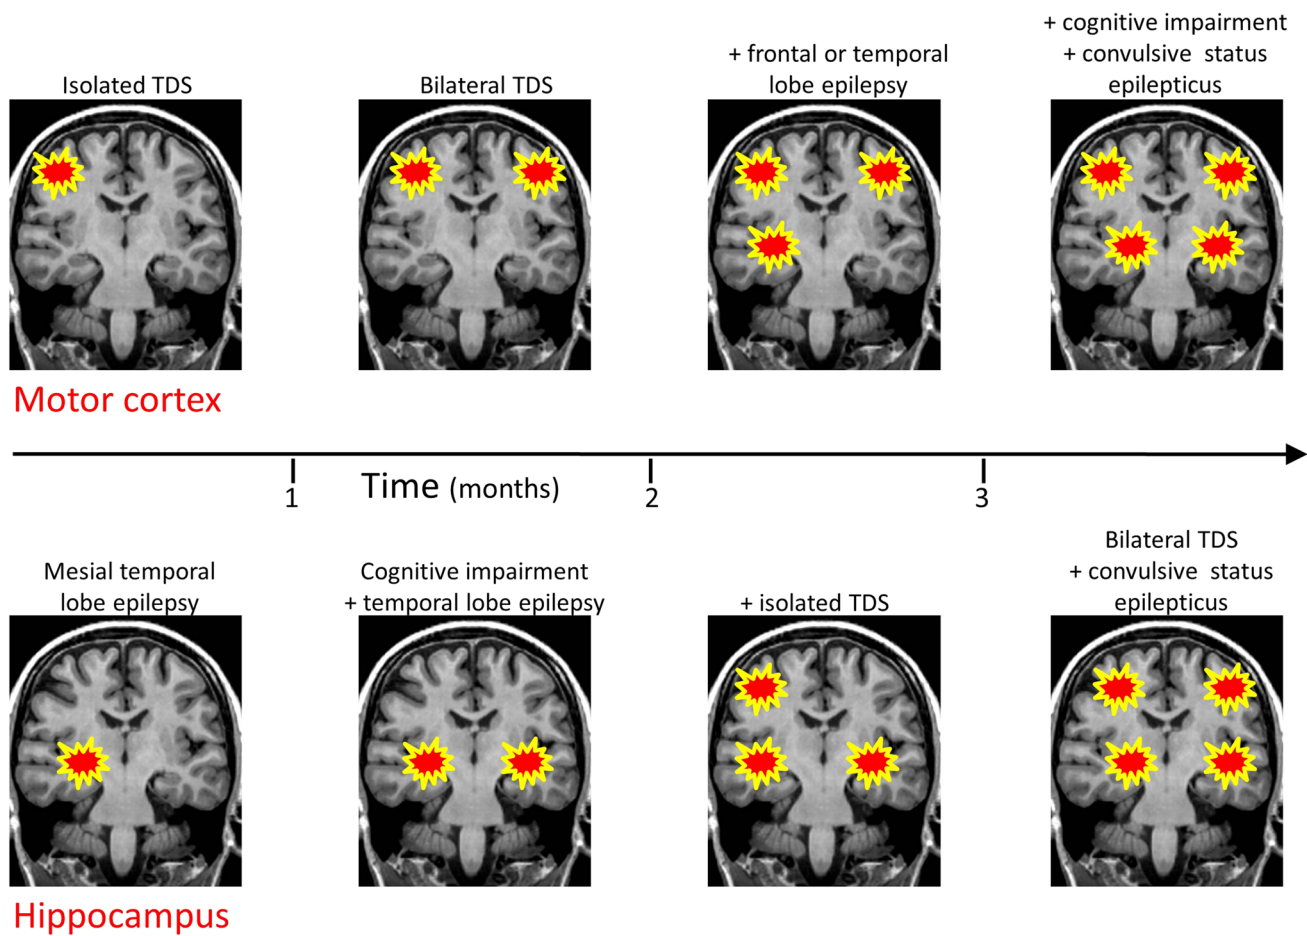 Isolated TDS
Bilateral TDS
+ frontal or temporal
lobe epilepsy
+ cognitive impairment
+ convulsive status
epilepticus
Motor cortex
Time (months)
1
2
3
Mesial temporal
lobe epilepsy
Cognitive impairment
+ temporal lobe epilepsy
+ isolated TDS
Bilateral TDS
+ convulsive status
epilepticus
Hippocampus